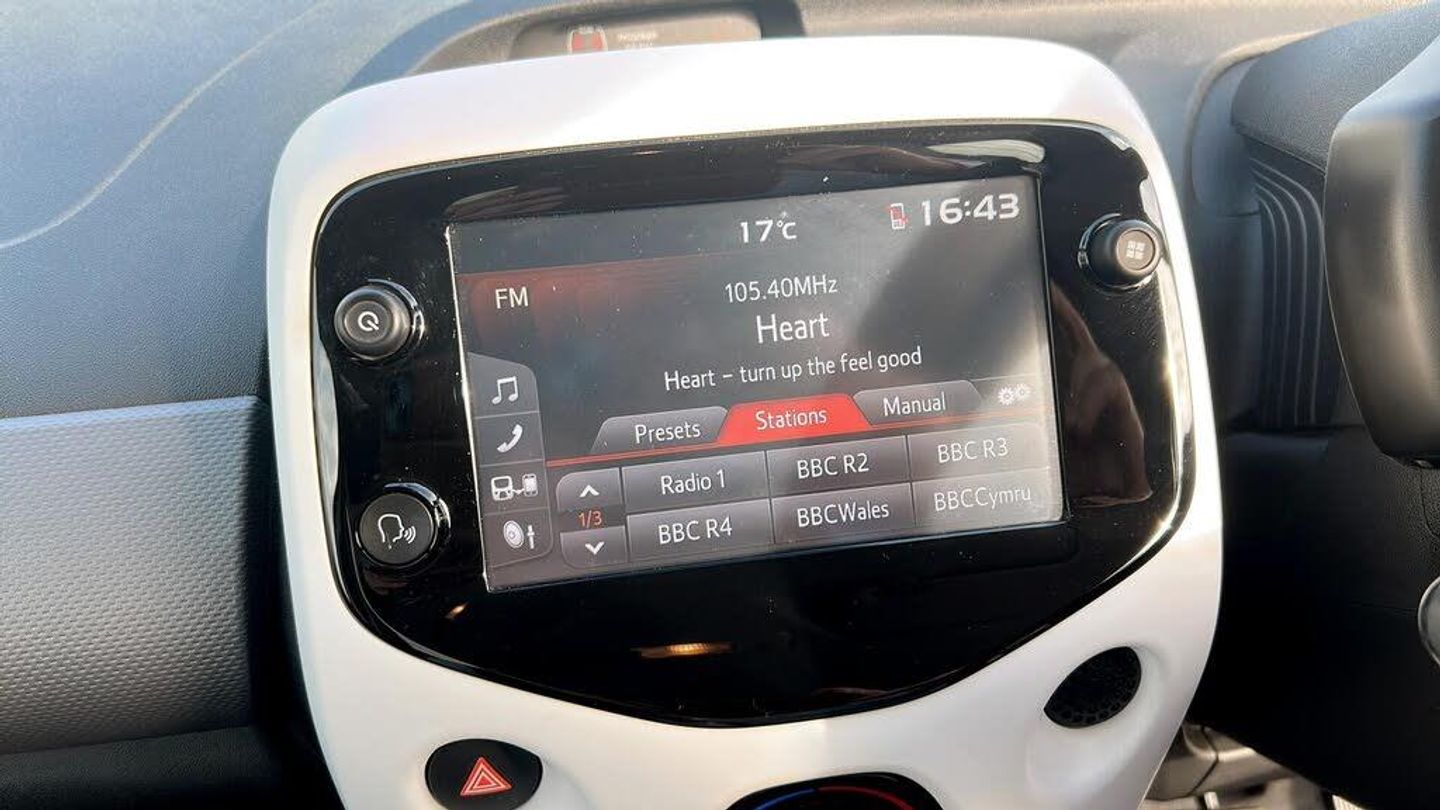 17°C
16:43
FM
105.40MHz
Heart
Heart – turn up the feel good
Presets
Stations
Manual
Radio 1
BBC R2
BBC R3
1/3
BBC R4
BBCWales
BBCCymru